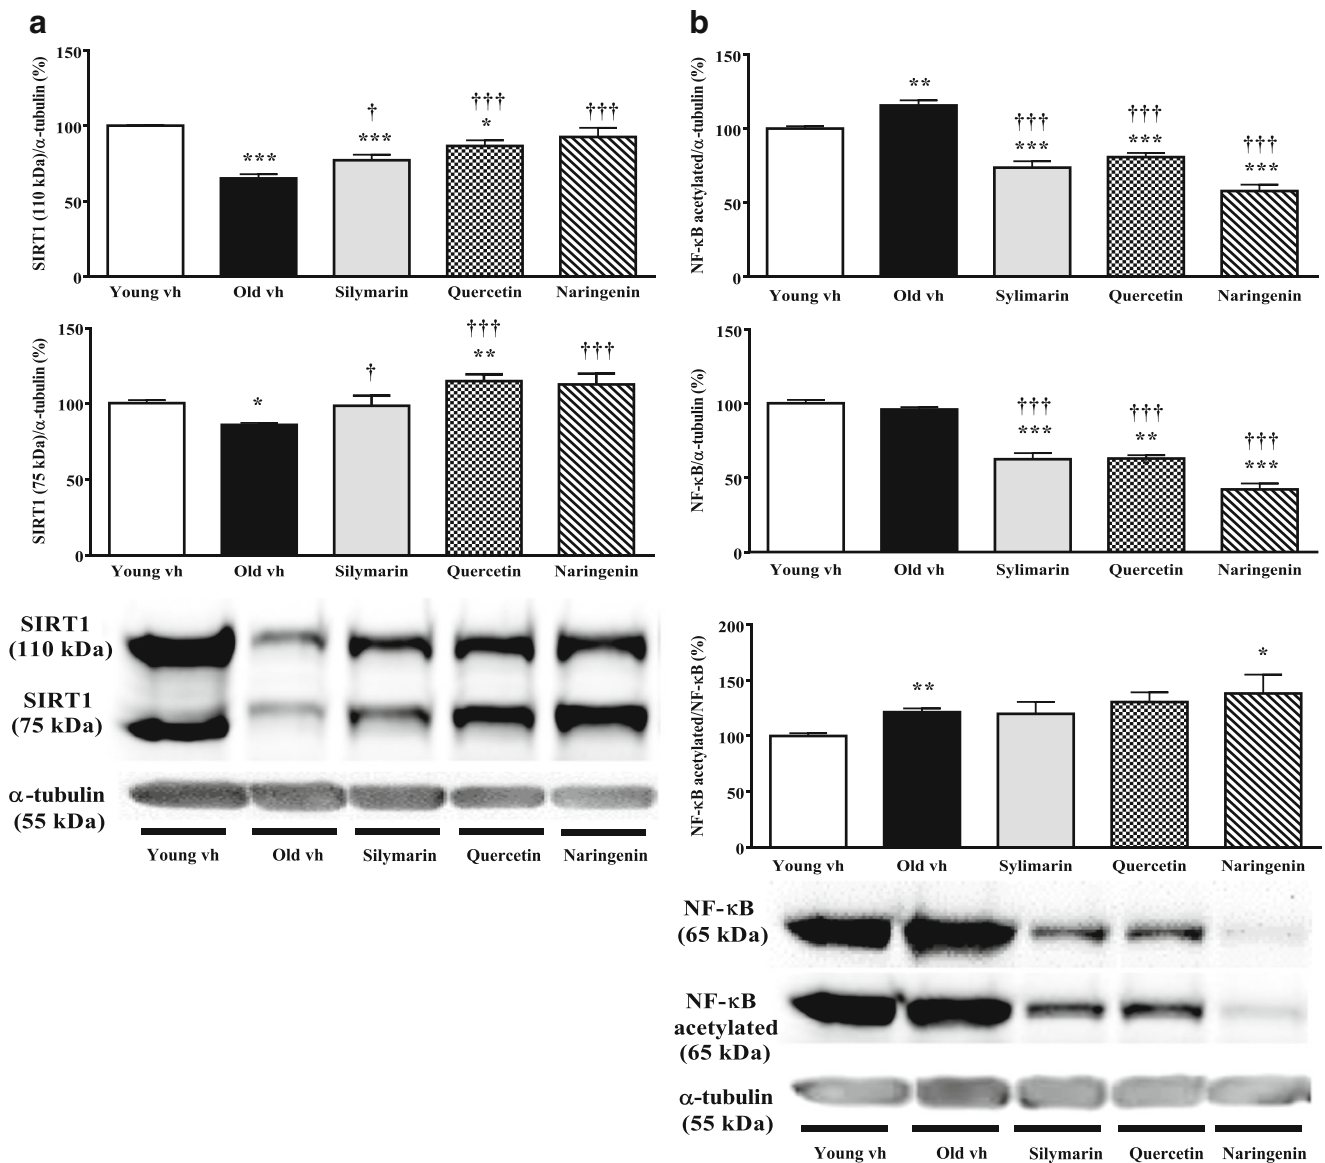 a
SIRT1 (110 kDa)/α-tubulin (%)
150
100
50
0
***
†
***
†††
*
†††
Young vh Old vh Silymarin Quercetin Naringenin
SIRT1 (75 kDa)/α-tubulin (%)
150
100
50
0
*
†
†††
**
†††
Young vh Old vh Silymarin Quercetin Naringenin
SIRT1
(110 kDa)
SIRT1
(75 kDa)
α-tubulin
(55 kDa)
Young vh Old vh Silymarin Quercetin Naringenin
b
NF-κB acetylated/α-tubulin (%)
150
100
50
0
**
†††
***
†††
***
†††
***
Young vh Old vh Sylimarin Quercetin Naringenin
NF-κB/α-tubulin (%)
150
100
50
0
†††
***
†††
**
†††
***
Young vh Old vh Sylimarin Quercetin Naringenin
NF-κB acetylated/NF-κB (%)
200
150
100
50
0
**
*
Young vh Old vh Sylimarin Quercetin Naringenin
NF-κB
(65 kDa)
NF-κB
acetylated
(65 kDa)
α-tubulin
(55 kDa)
Young vh Old vh Silymarin Quercetin Naringenin